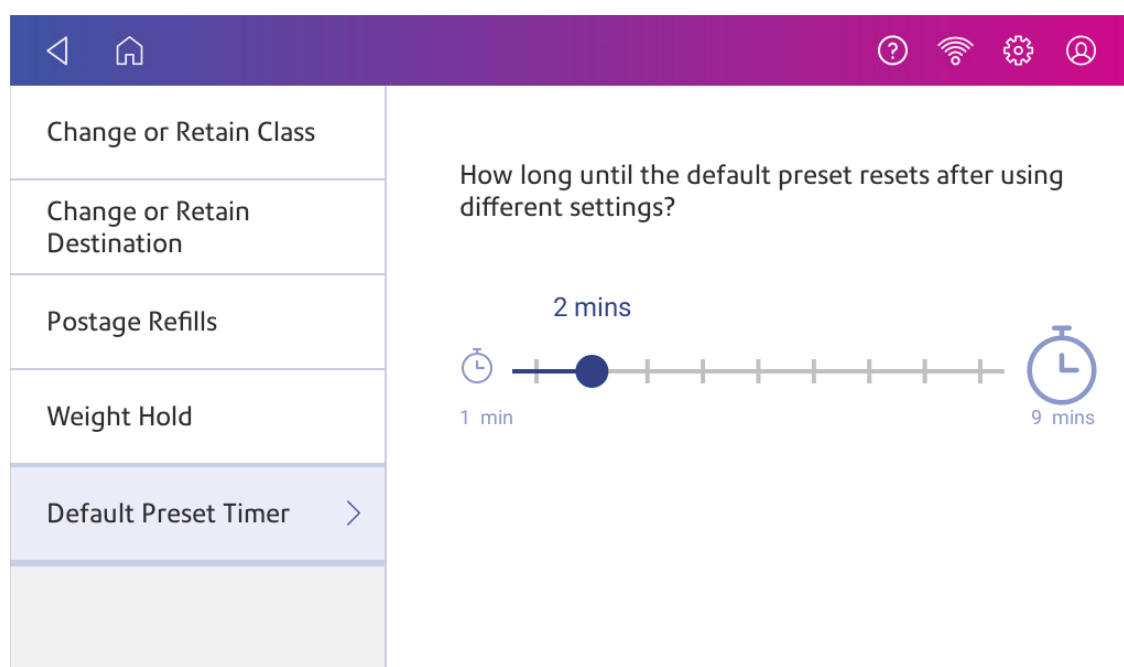 Change or Retain Class
Change or Retain
Destination
Postage Refills
Weight Hold
Default Preset Timer
How long until the default preset resets after using
different settings?
2 mins
1 min
9 mins